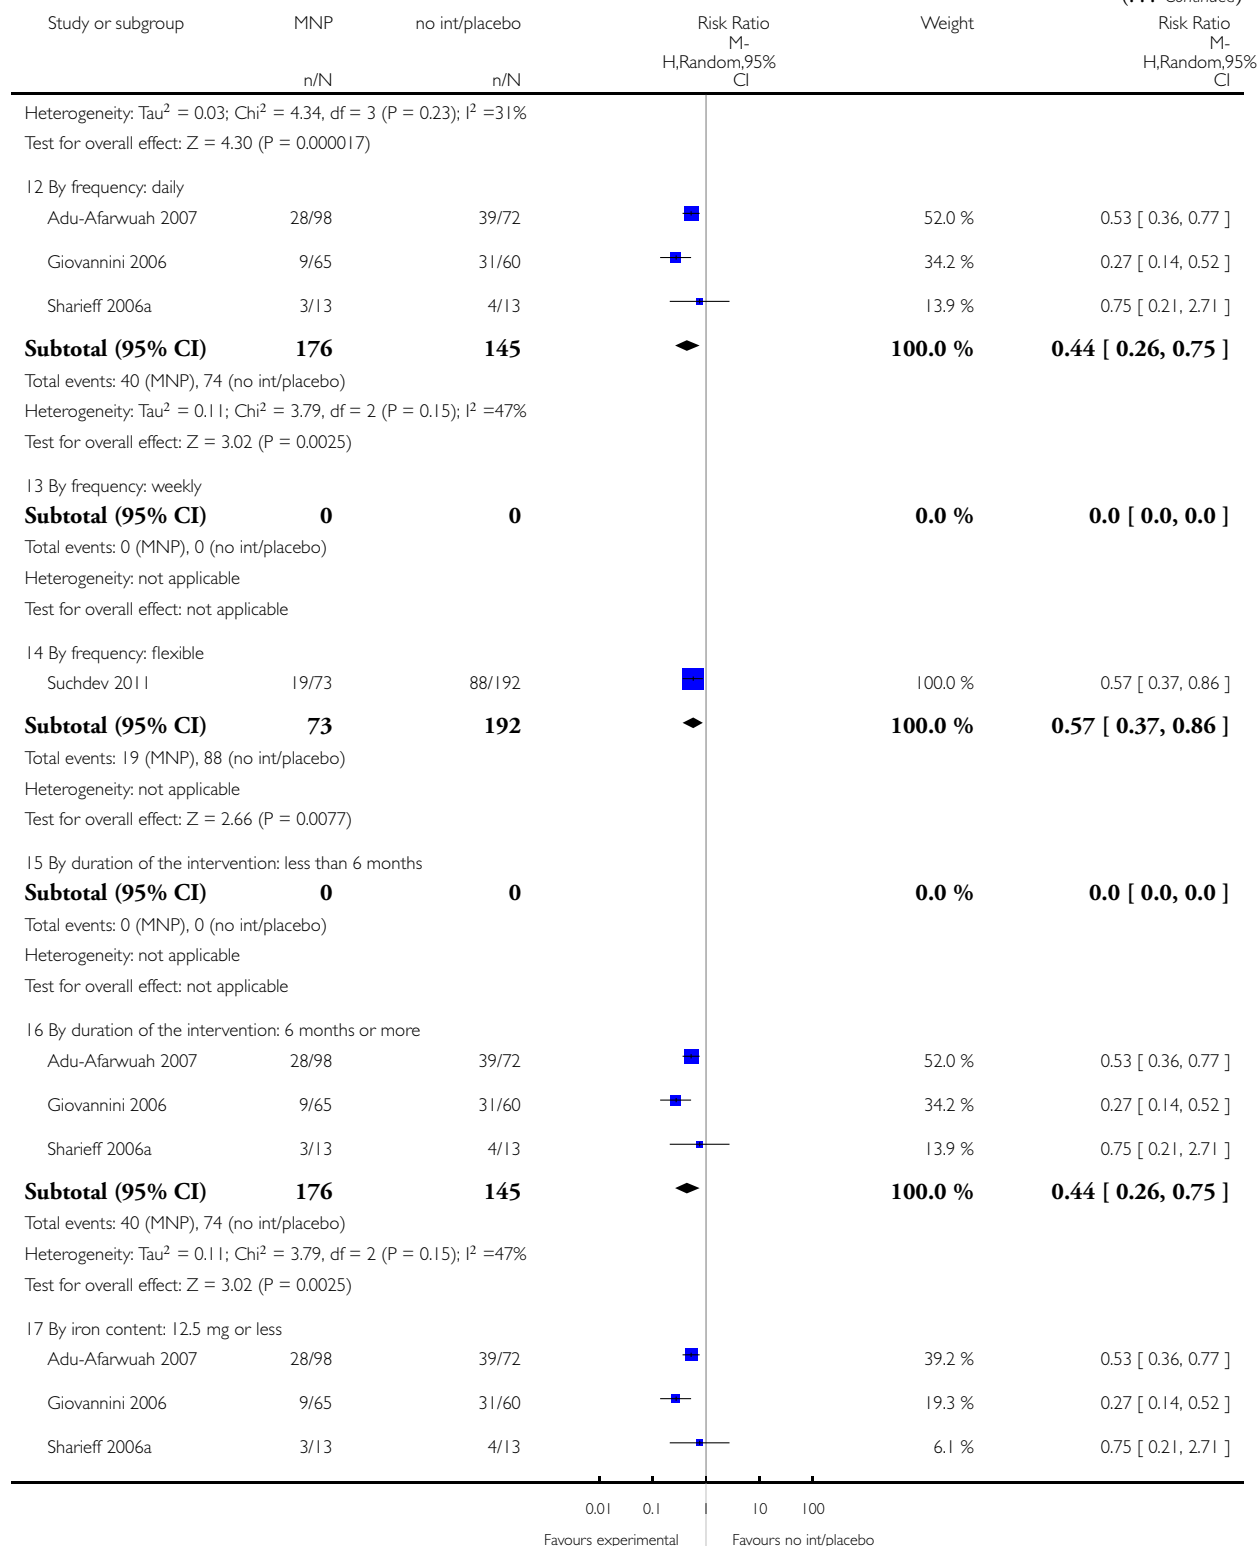 Continued)
Study or subgroup MNP no int/placebo Risk Ratio Weight Risk Ratio
M- M-
H,Random,95% H,Random,95%
n/N n/N CI CI
Heterogeneity: Tau² = 0.03; Chi² = 4.34, df = 3 (P = 0.23); I² =31%
Test for overall effect: Z = 4.30 (P = 0.000017)
12 By frequency: daily
Adu-Afarwuah 2007 28/98 39/72 52.0 % 0.53 [ 0.36, 0.77 ]
Giovannini 2006 9/65 31/60 34.2 % 0.27 [ 0.14, 0.52 ]
Sharieff 2006a 3/13 4/13 13.9 % 0.75 [ 0.21, 2.71 ]
Subtotal (95% CI) 176 145 100.0 % 0.44 [ 0.26, 0.75 ]
Total events: 40 (MNP), 74 (no int/placebo)
Heterogeneity: Tau² = 0.11; Chi² = 3.79, df = 2 (P = 0.15); I² =47%
Test for overall effect: Z = 3.02 (P = 0.0025)
13 By frequency: weekly
Subtotal (95% CI) 0 0 0.0 % 0.0 [ 0.0, 0.0 ]
Total events: 0 (MNP), 0 (no int/placebo)
Heterogeneity: not applicable
Test for overall effect: not applicable
14 By frequency: flexible
Suchdev 2011 19/73 88/192 100.0 % 0.57 [ 0.37, 0.86 ]
Subtotal (95% CI) 73 192 100.0 % 0.57 [ 0.37, 0.86 ]
Total events: 19 (MNP), 88 (no int/placebo)
Heterogeneity: not applicable
Test for overall effect: Z = 2.66 (P = 0.0077)
15 By duration of the intervention: less than 6 months
Subtotal (95% CI) 0 0 0.0 % 0.0 [ 0.0, 0.0 ]
Total events: 0 (MNP), 0 (no int/placebo)
Heterogeneity: not applicable
Test for overall effect: not applicable
16 By duration of the intervention: 6 months or more
Adu-Afarwuah 2007 28/98 39/72 52.0 % 0.53 [ 0.36, 0.77 ]
Giovannini 2006 9/65 31/60 34.2 % 0.27 [ 0.14, 0.52 ]
Sharieff 2006a 3/13 4/13 13.9 % 0.75 [ 0.21, 2.71 ]
Subtotal (95% CI) 176 145 100.0 % 0.44 [ 0.26, 0.75 ]
Total events: 40 (MNP), 74 (no int/placebo)
Heterogeneity: Tau² = 0.11; Chi² = 3.79, df = 2 (P = 0.15); I² =47%
Test for overall effect: Z = 3.02 (P = 0.0025)
17 By iron content: 12.5 mg or less
Adu-Afarwuah 2007 28/98 39/72 39.2 % 0.53 [ 0.36, 0.77 ]
Giovannini 2006 9/65 31/60 19.3 % 0.27 [ 0.14, 0.52 ]
Sharieff 2006a 3/13 4/13 6.1 % 0.75 [ 0.21, 2.71 ]
0.01 0.1 1 10 100
Favours experimental Favours no int/placebo